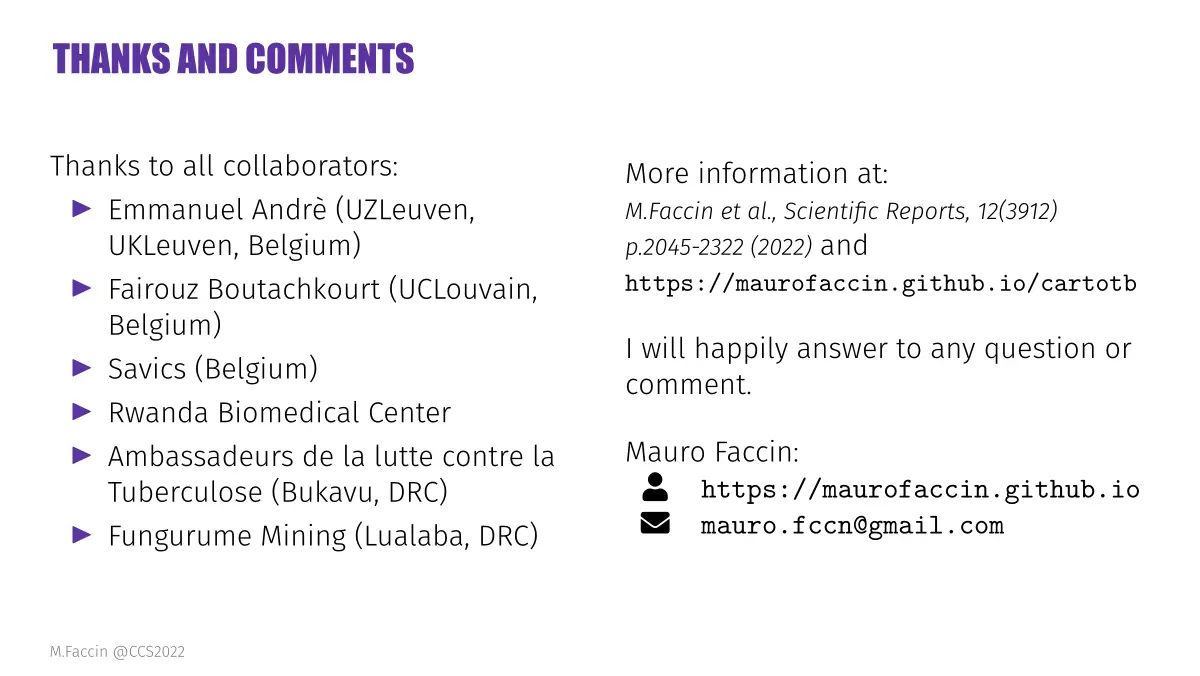 THANKS AND COMMENTS
Thanks to all collaborators:
Emmanuel Andrè (UZLeuven,
UKLeuven, Belgium)
Fairouz Boutachkourt (UCLouvain,
Belgium)
Savics (Belgium)
Rwanda Biomedical Center
Ambassadeurs de la lutte contre la
Tuberculose (Bukavu, DRC)
Fungurume Mining (Lualaba, DRC)
More information at:
M.Faccin et al., Scientific Reports, 12(3912)
p.2045-2322 (2022) and
https://maurofaccin.github.io/cartotb
I will happily answer to any question or
comment.
Mauro Faccin:
https://maurofaccin.github.io
mauro.fccn@gmail.com
M.Faccin @CCS2022